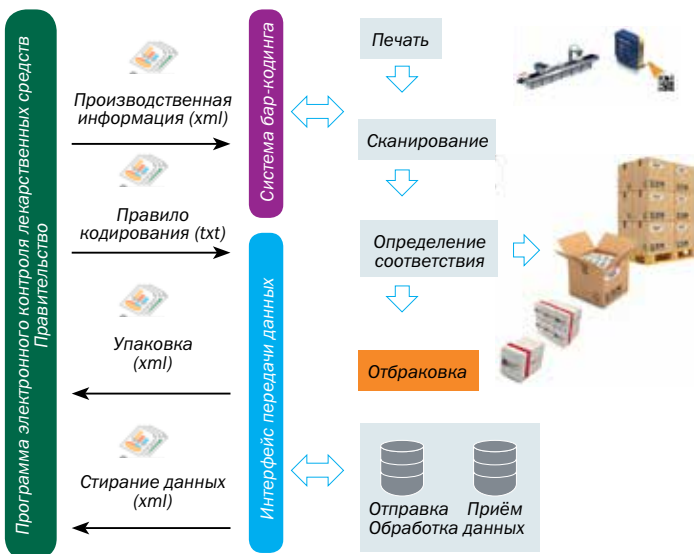 Программа электронного контроля лекарственных средств
Правительство
Производственная
информация (xml)
Правило
кодирования (txt)
Упаковка
(xml)
Стирание данных
(xml)
Система бар-кодинга
Интерфейс передачи данных
Печать
Сканирование
Определение
соответствия
Отбраковка
Отправка Приём
Обработка данных